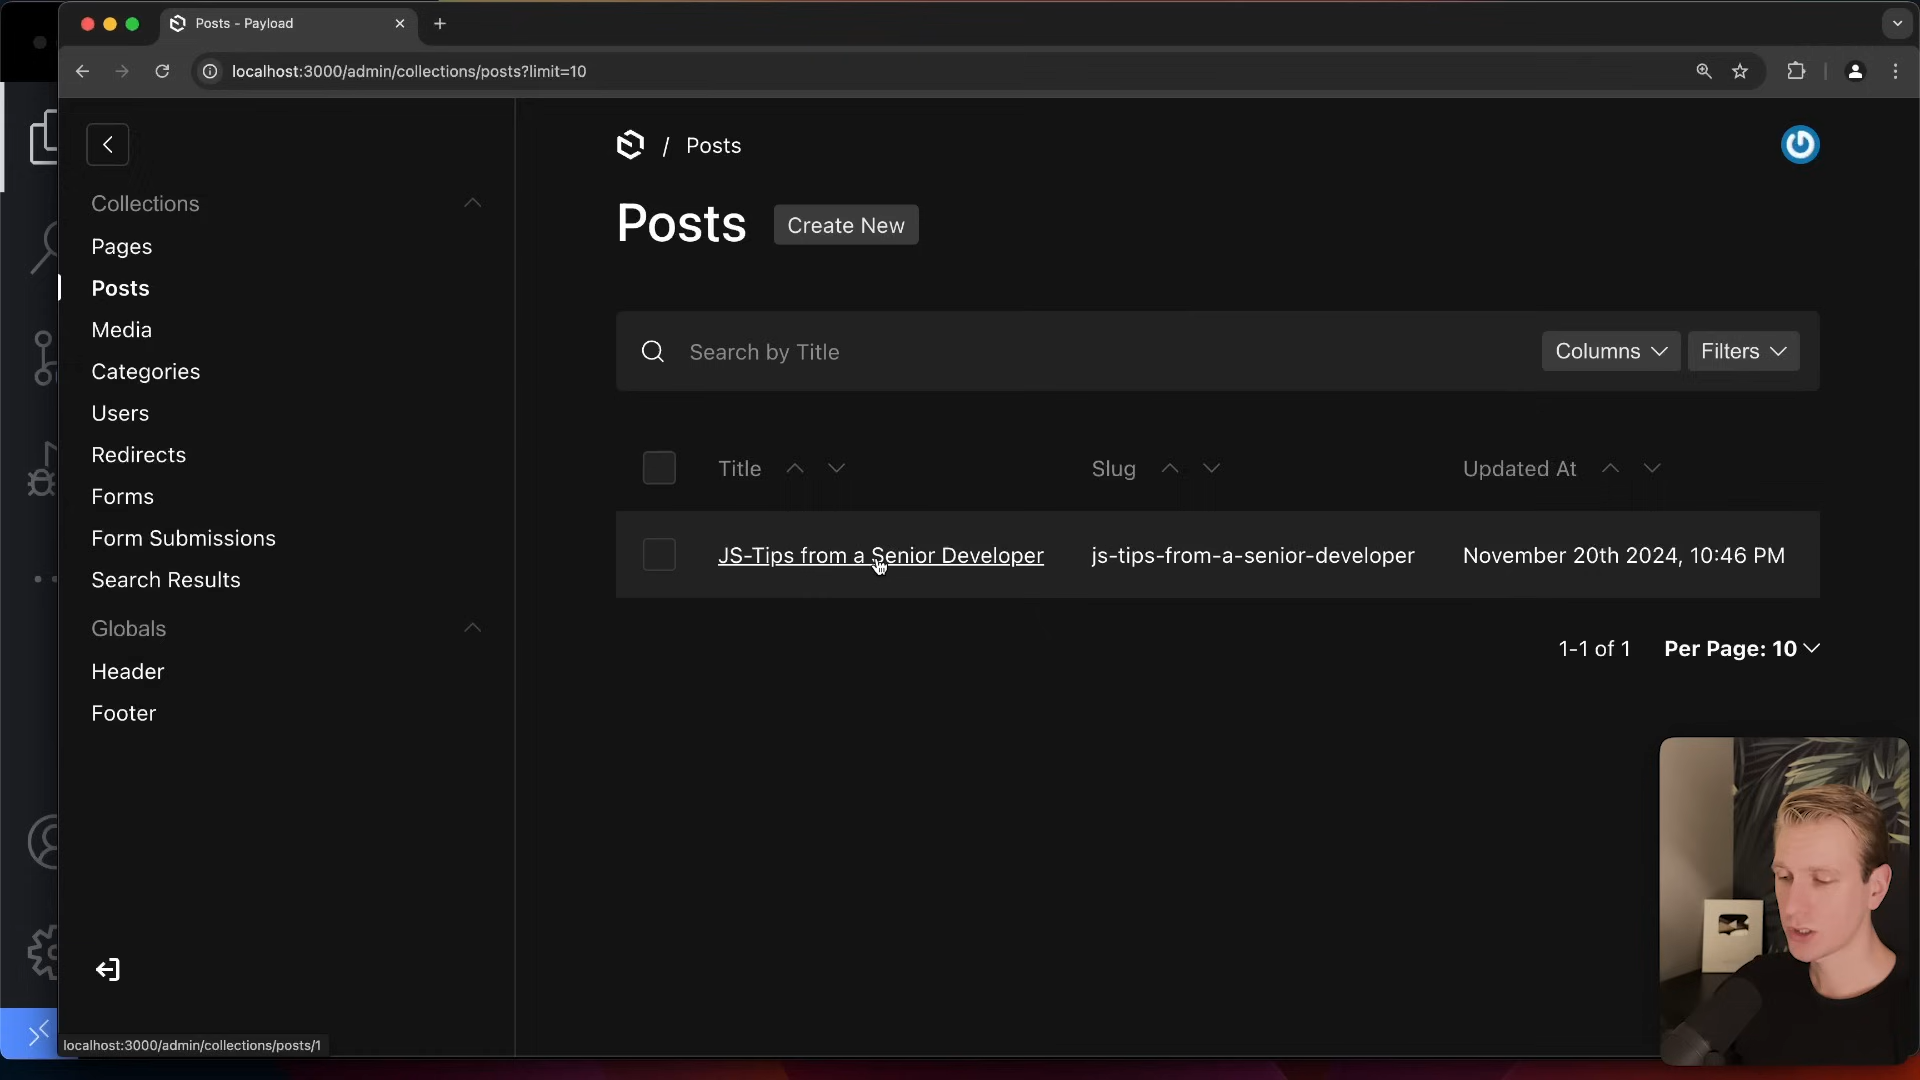 Posts - Payload
localhost:3000/admin/collections/posts?limit=10
/ Posts
Collections
Pages
Posts
Media
Categories
Users
Redirects
Forms
Form Submissions
Search Results
Globals
Header
Footer
Posts Create New
Search by Title Columns Filters
Title Slug Updated At
JS-Tips from a Senior Developer js-tips-from-a-senior-developer November 20th 2024, 10:46 PM
1-1 of 1 Per Page: 10
localhost:3000/admin/collections/posts/1